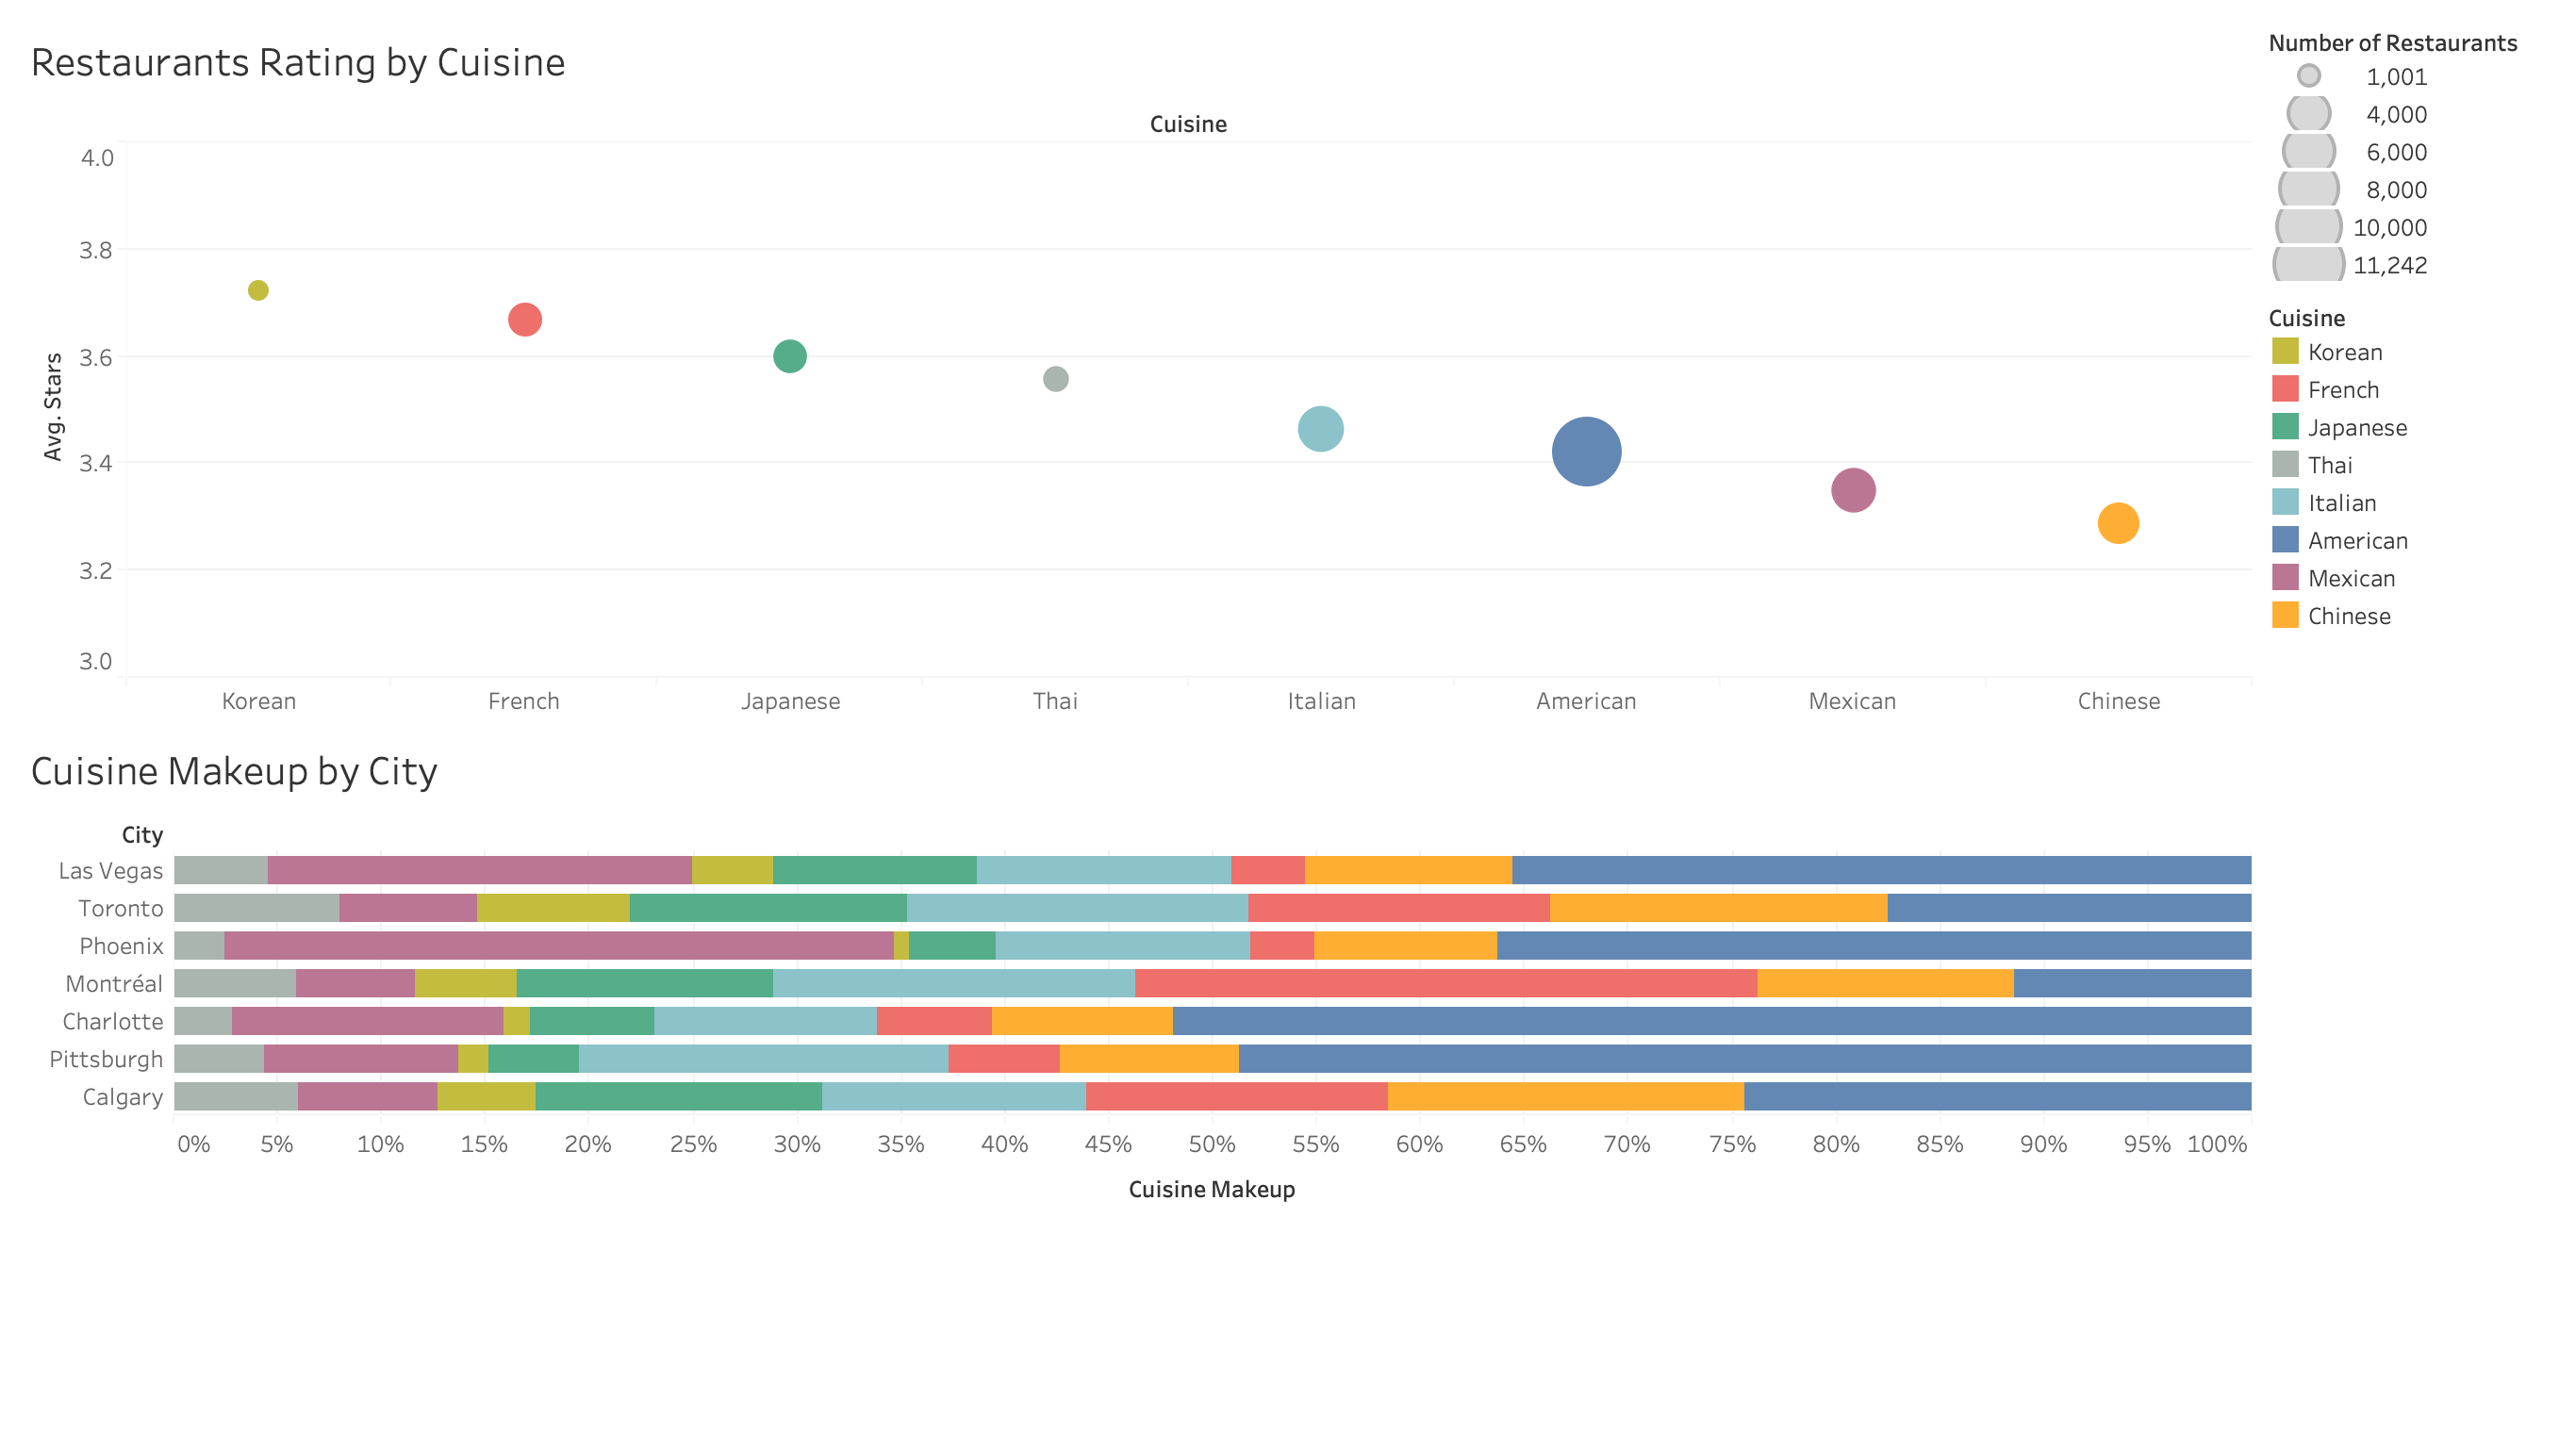 Restaurants Rating by Cuisine
Cuisine
4.0
3.8
3.6
3.4
3.2
3.0
Avg. Stars
Korean French Japanese Thai Italian American Mexican Chinese
Number of Restaurants
1,001
4,000
6,000
8,000
10,000
11,242
Cuisine
Korean
French
Japanese
Thai
Italian
American
Mexican
Chinese
Cuisine Makeup by City
City
Las Vegas
Toronto
Phoenix
Montréal
Charlotte
Pittsburgh
Calgary
0% 5% 10% 15% 20% 25% 30% 35% 40% 45% 50% 55% 60% 65% 70% 75% 80% 85% 90% 95% 100%
Cuisine Makeup